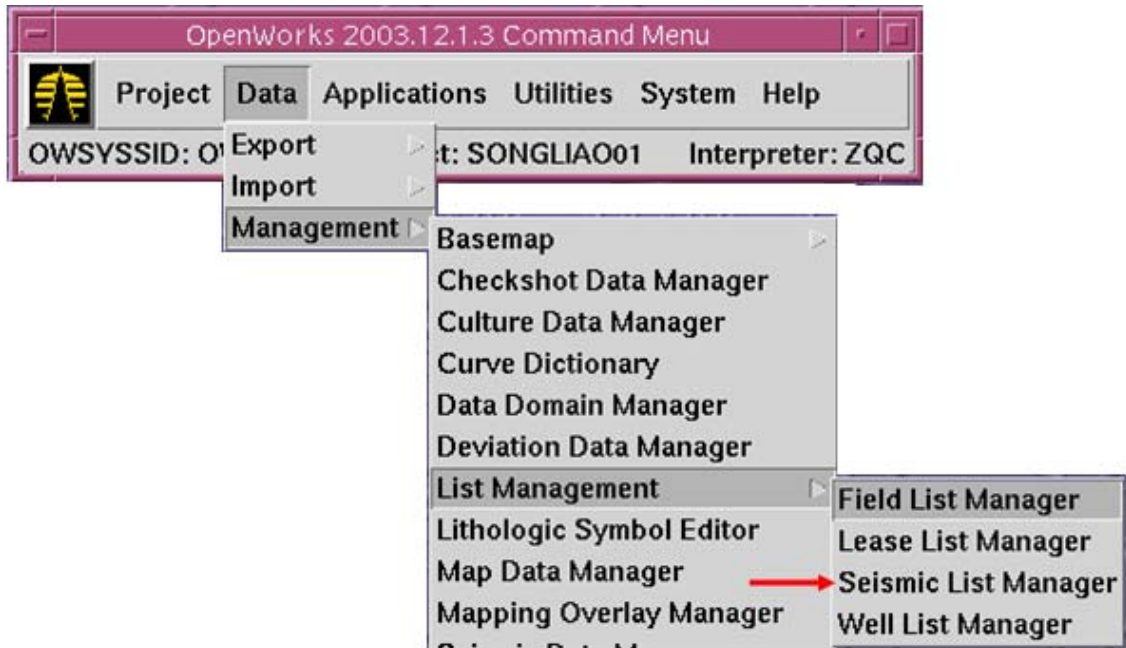 OpenWorks 2003.12.1.3 Command Menu
Project Data Applications Utilities System Help
OWSYSSID: t: SONGLIAO01 Interpreter: ZQC
Export
Import
Management
Basemap
Checkshot Data Manager
Culture Data Manager
Curve Dictionary
Data Domain Manager
Deviation Data Manager
List Management
Lithologic Symbol Editor
Map Data Manager
Mapping Overlay Manager
Field List Manager
Lease List Manager
Seismic List Manager
Well List Manager